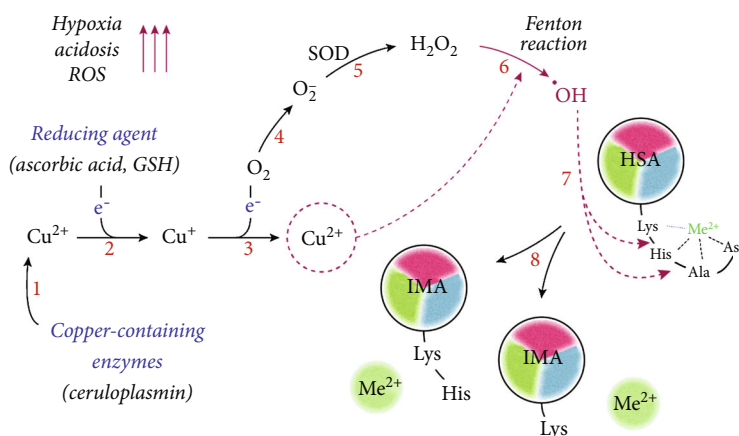 Hypoxia
acidosis
ROS
Fenton
reaction
SOD
H₂O₂
5
6
O₂⁻
•OH
4
Reducing agent
(ascorbic acid, GSH)
O₂
7
HSA
e⁻
e⁻
Lys
Me²⁺
Cu²⁺
Cu⁺
Cu²⁺
2
3
His
As
Ala
8
1
IMA
IMA
Copper-containing
enzymes
(ceruloplasmin)
Lys
His
Me²⁺
Me²⁺
Lys